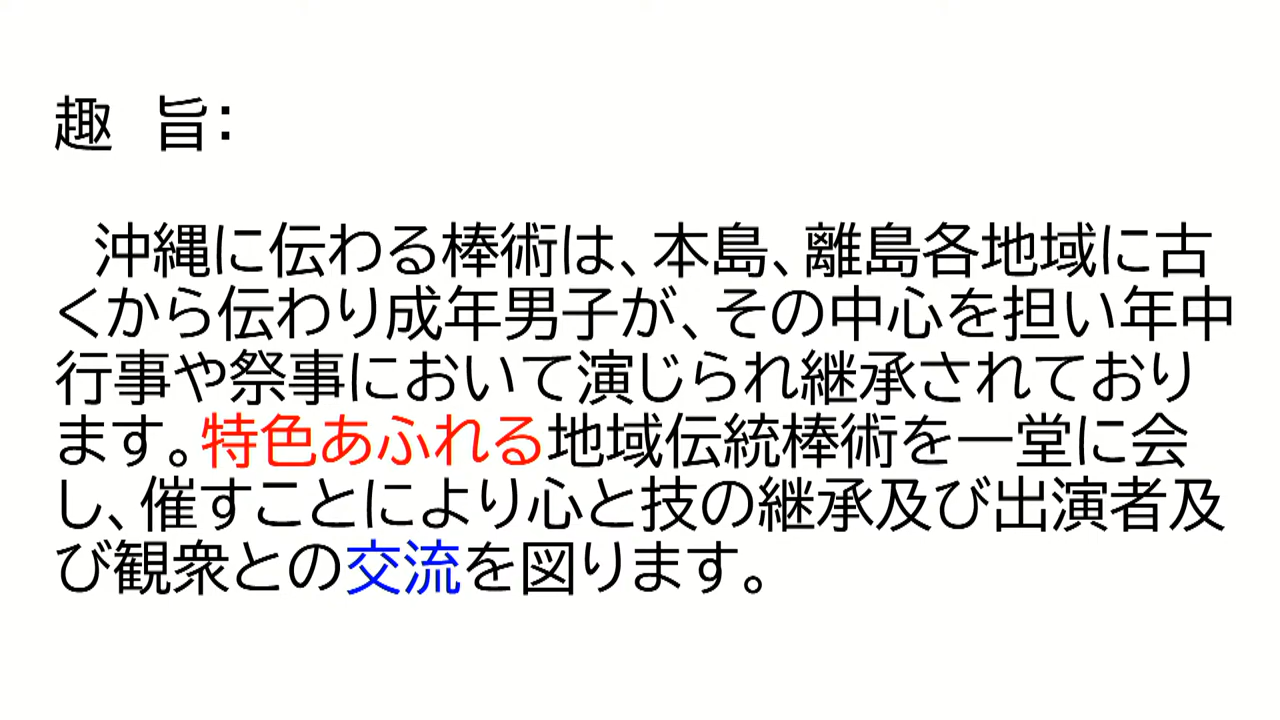 趣　旨：
沖縄に伝わる棒術は、本島、離島各地域に古
くから伝わり成年男子が、その中心を担い年中
行事や祭事において演じられ継承されており
ます。特色あふれる地域伝統棒術を一堂に会
し、催すことにより心と技の継承及び出演者及
び観衆との交流を図ります。